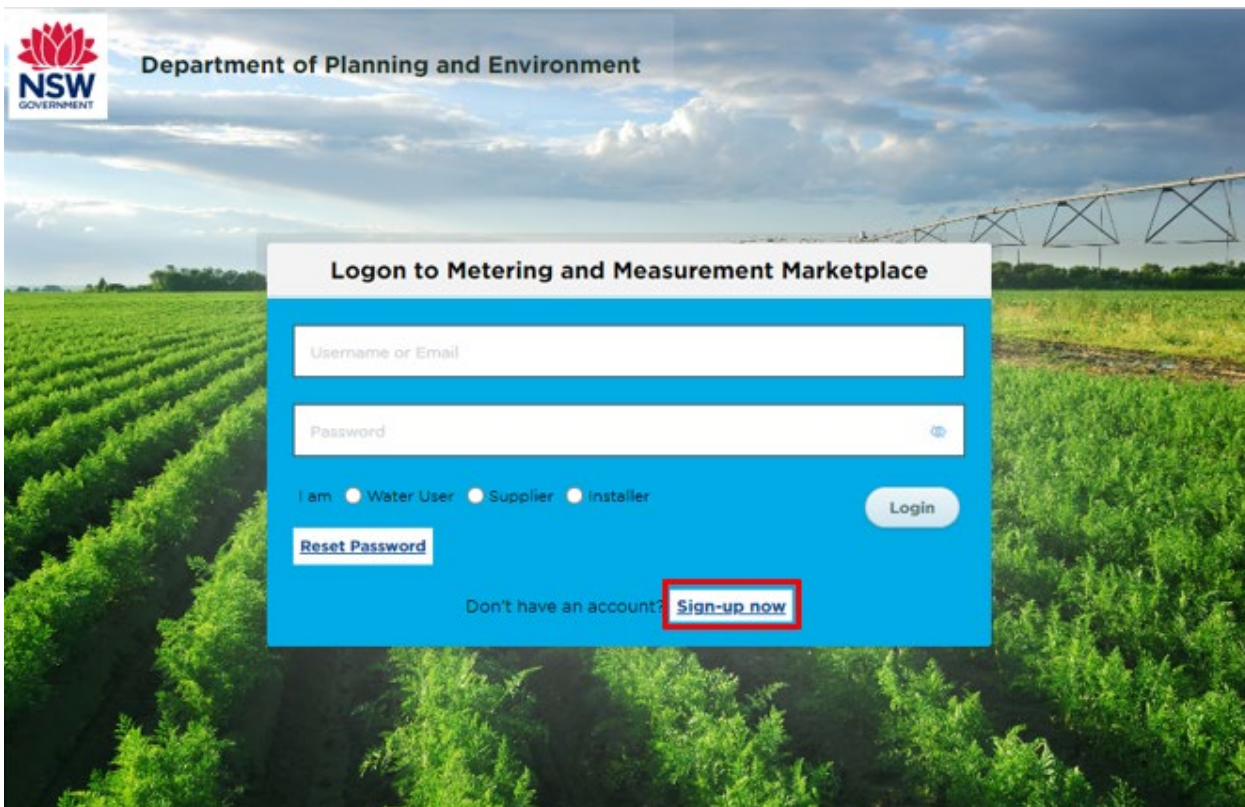 NSW
GOVERNMENT
Department of Planning and Environment
Logon to Metering and Measurement Marketplace
Username or Email
Password
I am Water User Supplier Installer
Login
Reset Password
Don't have an account? Sign-up now